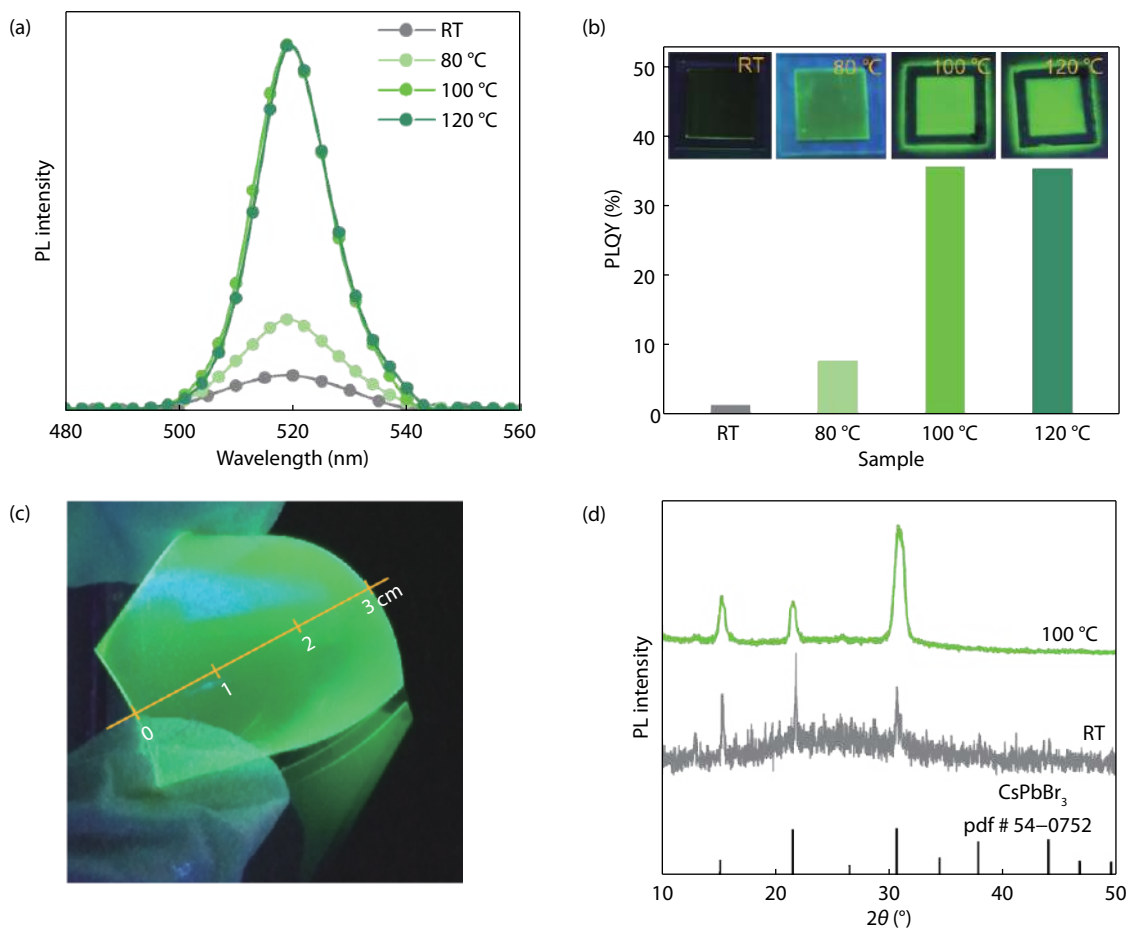 (a)
RT
80 °C
100 °C
120 °C
PL intensity
480
500
520
540
560
Wavelength (nm)
(b)
50
40
30
20
10
0
PLQY (%)
RT
80 °C
100 °C
120 °C
RT
80 °C
100 °C
120 °C
Sample
(c)
0
1
2
3 cm
(d)
PL intensity
100 °C
RT
CsPbBr₃
pdf # 54−0752
10
20
30
40
50
2θ (°)